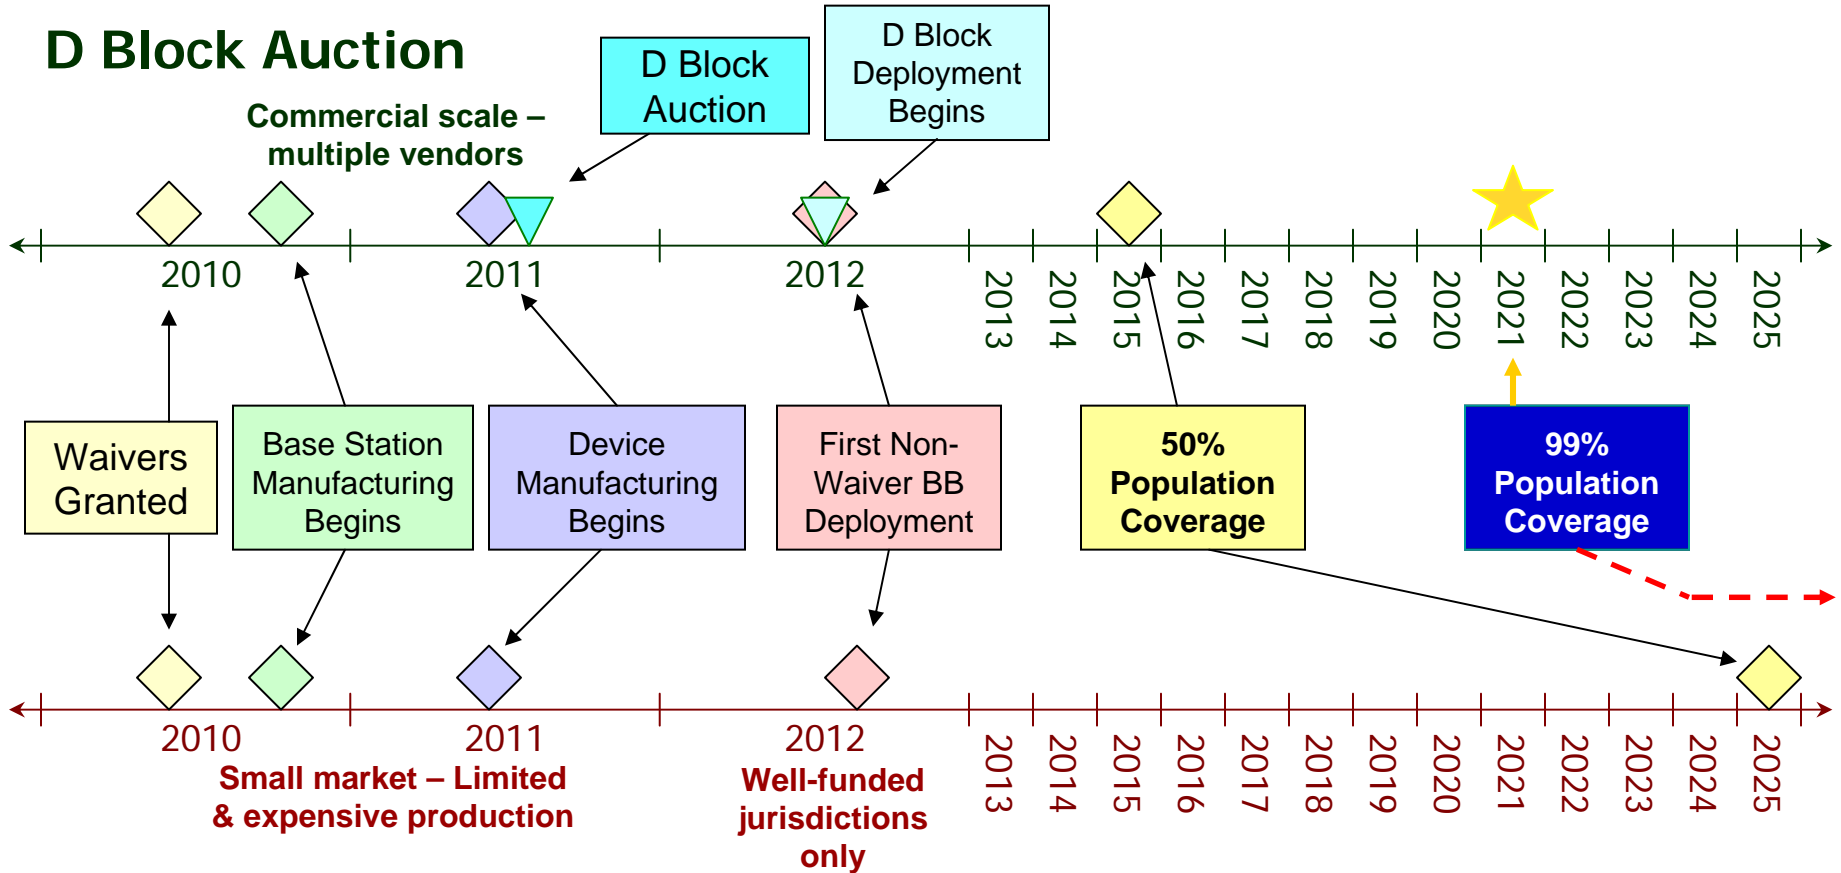 D Block Auction
Commercial scale –
multiple vendors
D Block
Auction
D Block
Deployment
Begins
2010
2011
2012
2013
2014
2015
2016
2017
2018
2019
2020
2021
2022
2023
2024
2025
Waivers
Granted
Base Station
Manufacturing
Begins
Device
Manufacturing
Begins
First Non-
Waiver BB
Deployment
50%
Population
Coverage
99%
Population
Coverage
2010
2011
2012
2013
2014
2015
2016
2017
2018
2019
2020
2021
2022
2023
2024
2025
Small market – Limited
& expensive production
Well-funded
jurisdictions
only